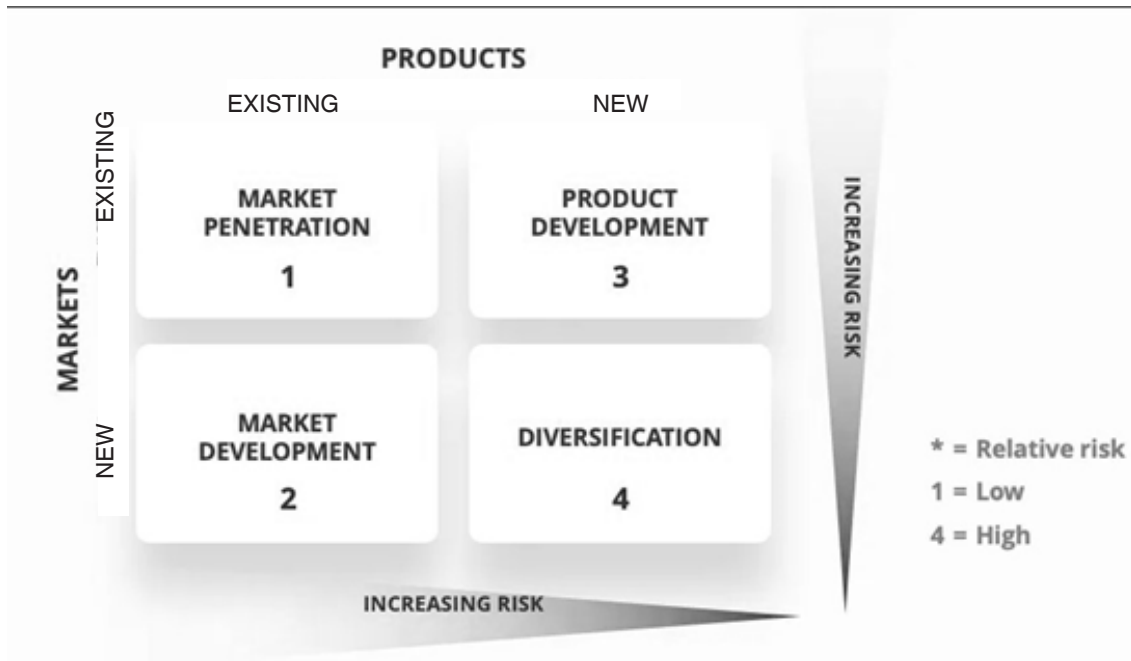 PRODUCTS
EXISTING
NEW
MARKETS
EXISTING
NEW
MARKET
PENETRATION
1
PRODUCT
DEVELOPMENT
3
MARKET
DEVELOPMENT
2
DIVERSIFICATION
4
INCREASING RISK
INCREASING RISK
* = Relative risk
1 = Low
4 = High